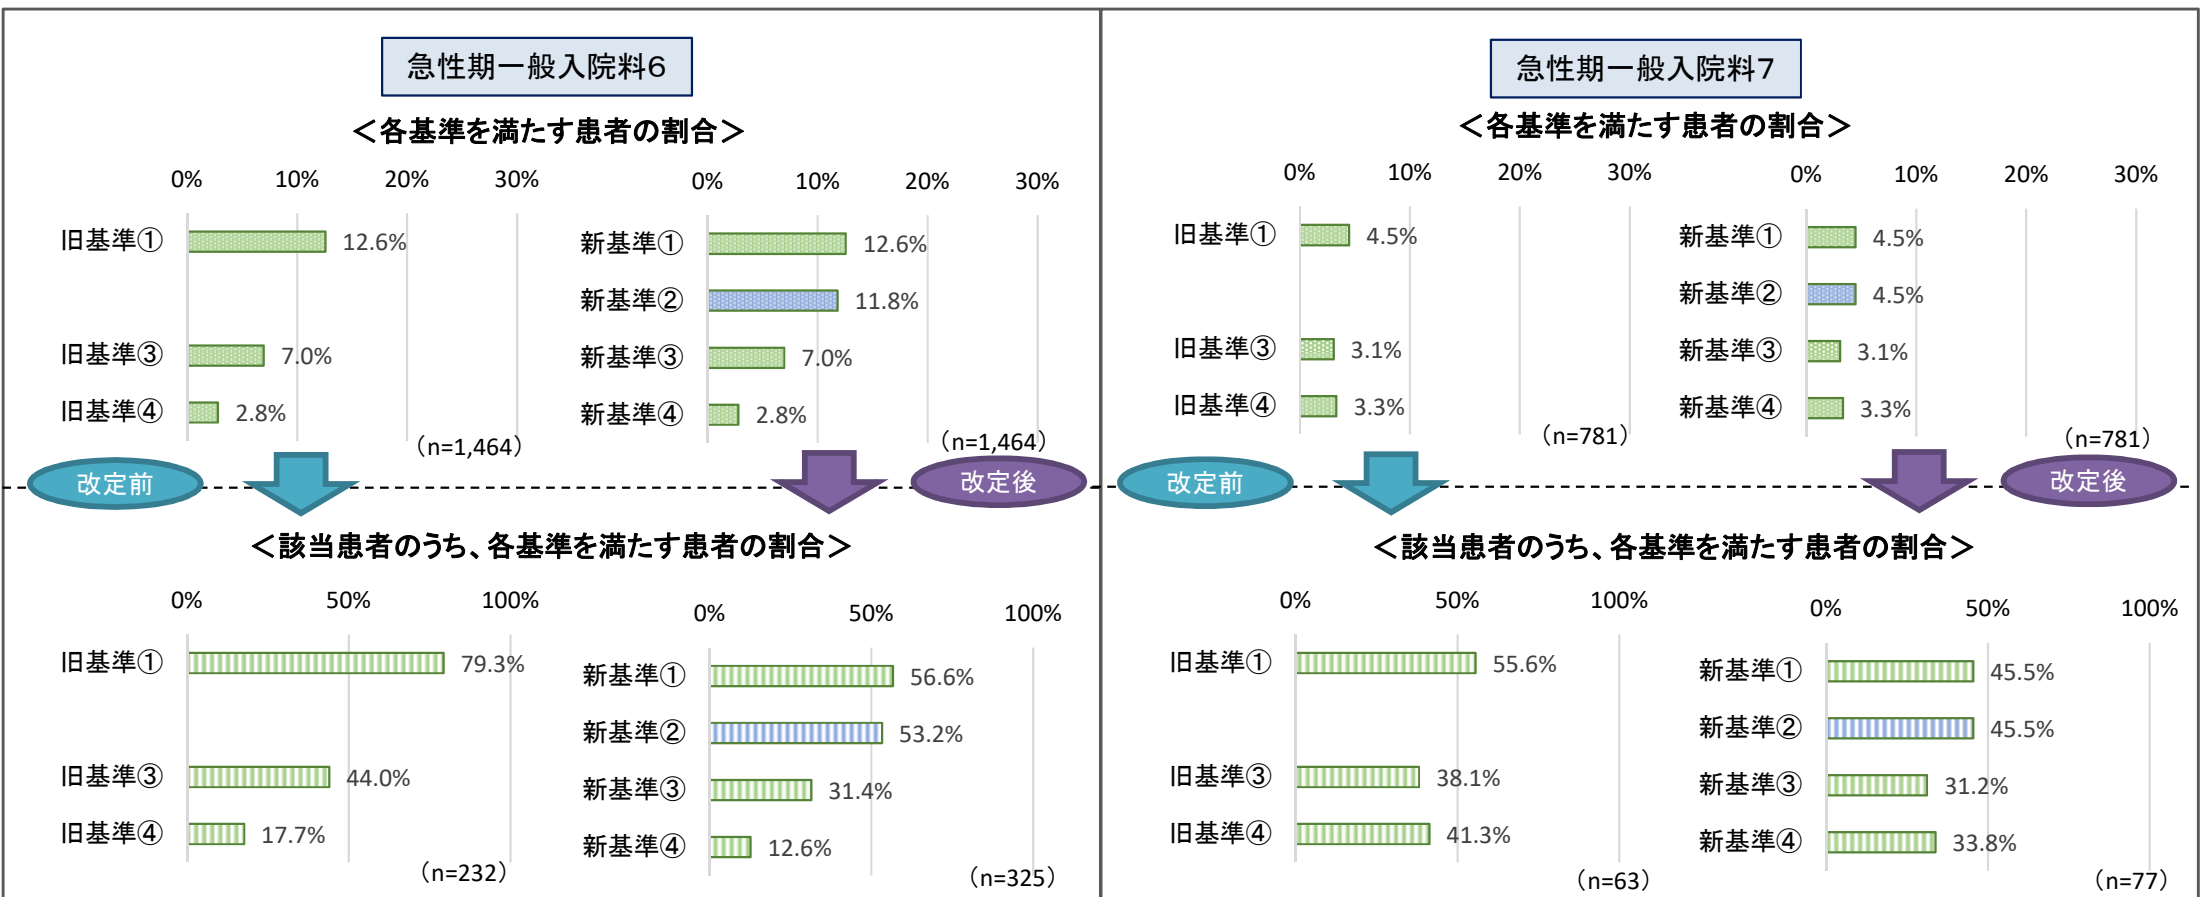 急性期一般入院料6
＜各基準を満たす患者の割合＞
0% 10% 20% 30%
旧基準① 12.6%
旧基準③ 7.0%
旧基準④ 2.8%
（n=1,464）
0% 10% 20% 30%
新基準① 12.6%
新基準② 11.8%
新基準③ 7.0%
新基準④ 2.8%
（n=1,464）
改定前
改定後
＜該当患者のうち、各基準を満たす患者の割合＞
0% 50% 100%
旧基準① 79.3%
旧基準③ 44.0%
旧基準④ 17.7%
（n=232）
0% 50% 100%
新基準① 56.6%
新基準② 53.2%
新基準③ 31.4%
新基準④ 12.6%
（n=325）
急性期一般入院料7
＜各基準を満たす患者の割合＞
0% 10% 20% 30%
旧基準① 4.5%
旧基準③ 3.1%
旧基準④ 3.3%
（n=781）
0% 10% 20% 30%
新基準① 4.5%
新基準② 4.5%
新基準③ 3.1%
新基準④ 3.3%
（n=781）
改定前
改定後
＜該当患者のうち、各基準を満たす患者の割合＞
0% 50% 100%
旧基準① 55.6%
旧基準③ 38.1%
旧基準④ 41.3%
（n=63）
0% 50% 100%
新基準① 45.5%
新基準② 45.5%
新基準③ 31.2%
新基準④ 33.8%
（n=77）